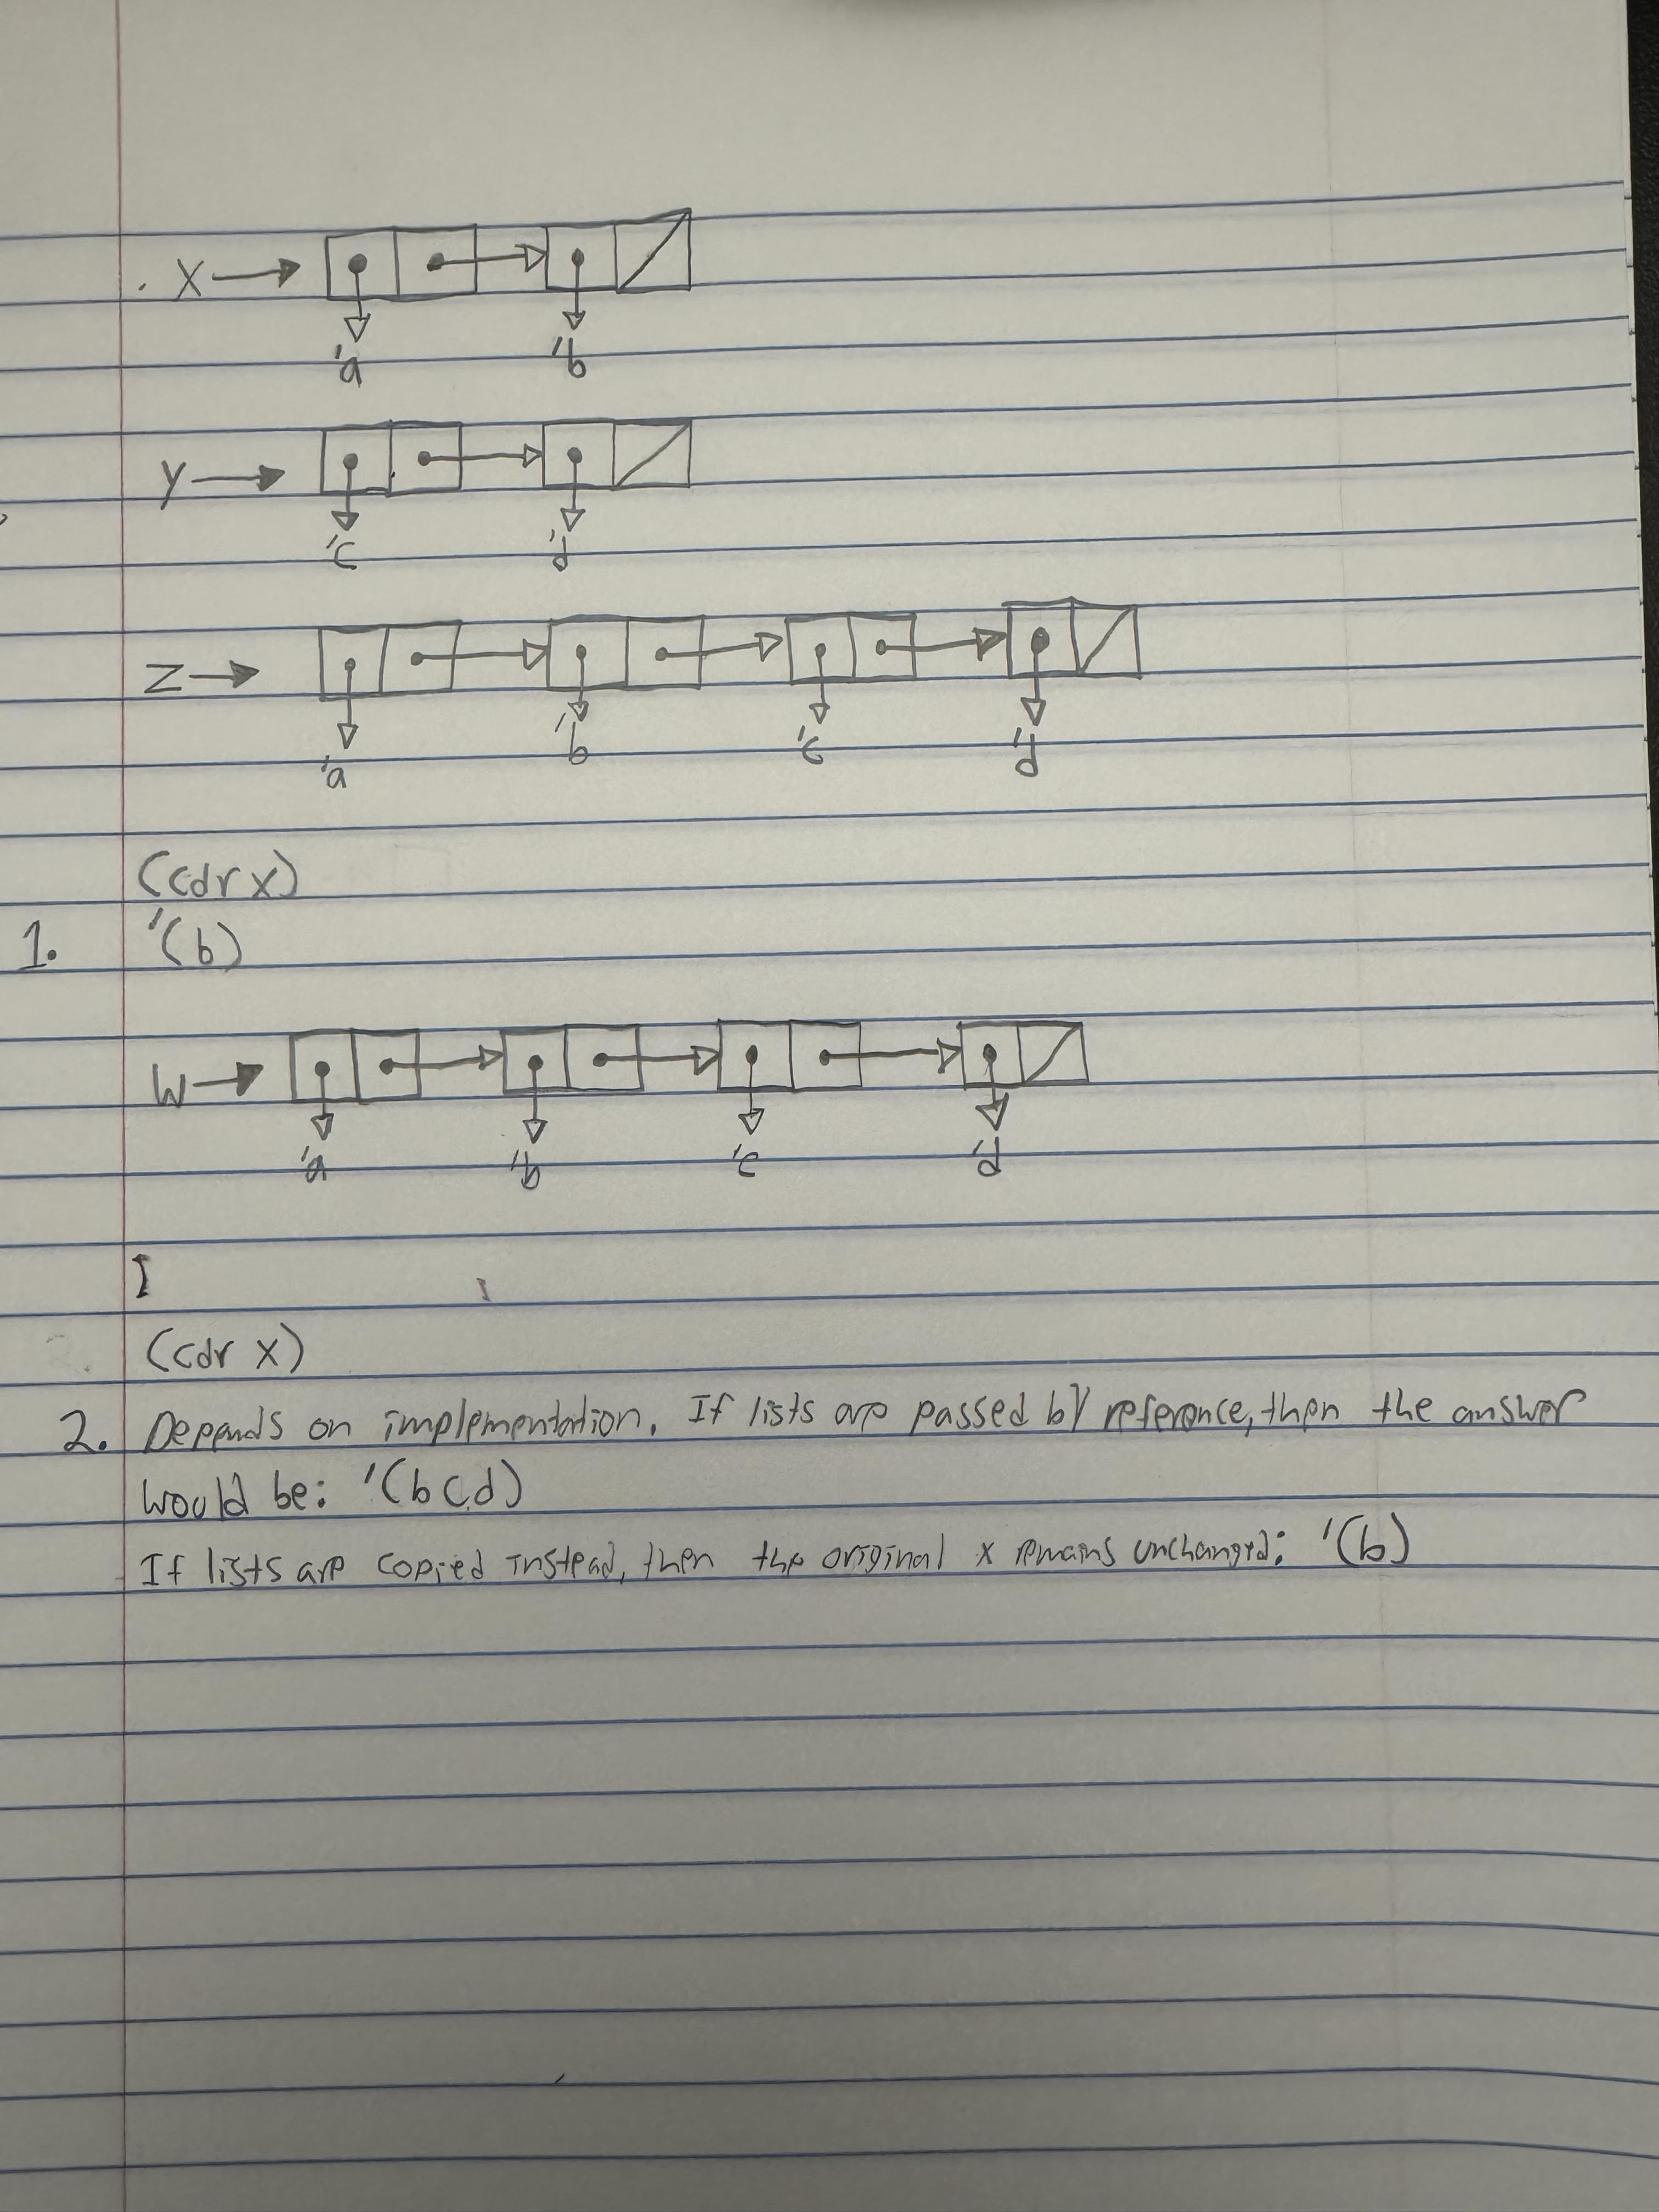 X
'a 'b
y
'c 'd
Z
'a 'b 'c 'd
(cdr x)
1. '(b)
W
'a 'b 'c 'd
(cdr x)
2. Depends on implementation. If lists are passed by reference, then the answer
would be: '(b c d)
If lists are copied instead, then the original x remains unchanged: '(b)